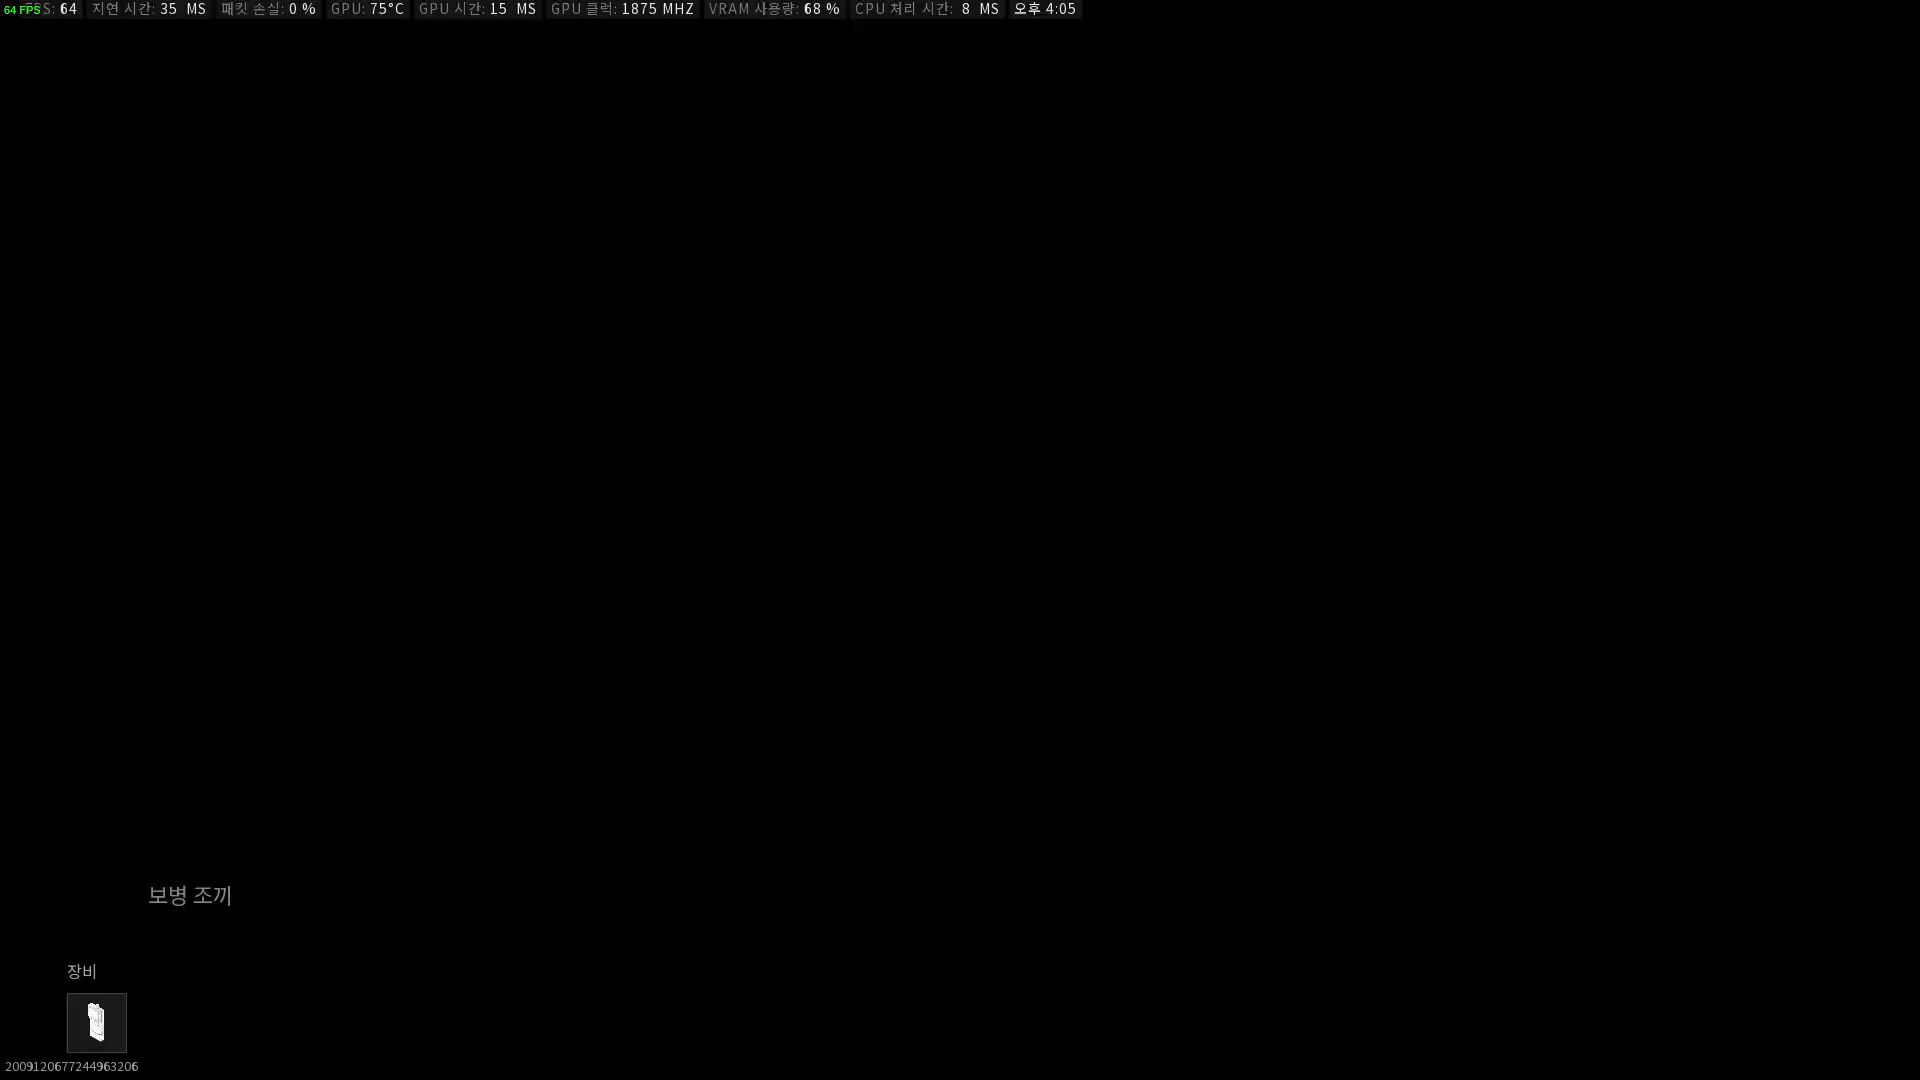 64 FPS: 64 지연 시간: 35 MS 패킷 손실: 0 % GPU: 75°C GPU 시간: 15 MS GPU 클럭: 1875 MHZ VRAM 사용량: 68 % CPU 처리 시간: 8 MS 오후 4:05
보병 조끼
장비